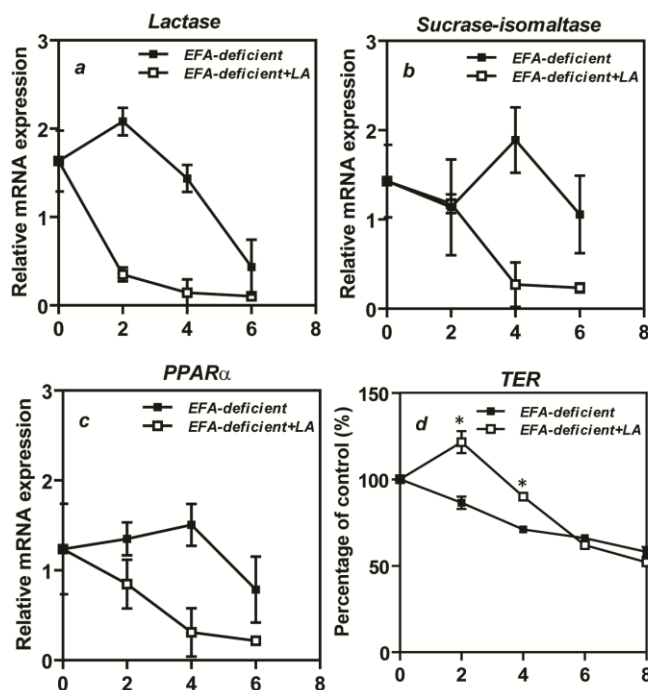 Lactase
a
EFA-deficient
EFA-deficient+LA
Relative mRNA expression
3
2
1
0
0 2 4 6 8
Sucrase-isomaltase
b
EFA-deficient
EFA-deficient+LA
Relative mRNA expression
3
2
1
0
0 2 4 6 8
PPARα
c
EFA-deficient
EFA-deficient+LA
Relative mRNA expression
3
2
1
0
0 2 4 6 8
TER
d
EFA-deficient
EFA-deficient+LA
Percentage of control (%)
150
100
50
0
* *
0 2 4 6 8